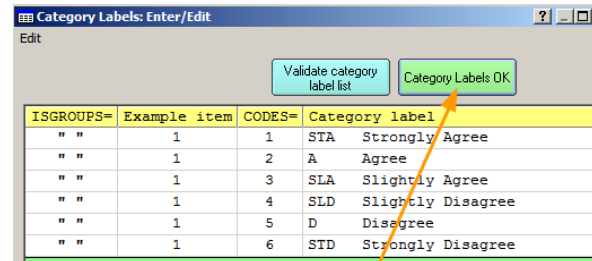 Category Labels: Enter/Edit ? _
Edit
Validate category
label list
Category Labels OK
ISGROUPS= Example item CODES= Category label
" " 1 1 STA Strongly Agree
" " 1 2 A Agree
" " 1 3 SLA Slightly Agree
" " 1 4 SLD Slightly Disagree
" " 1 5 D Disagree
" " 1 6 STD Strongly Disagree